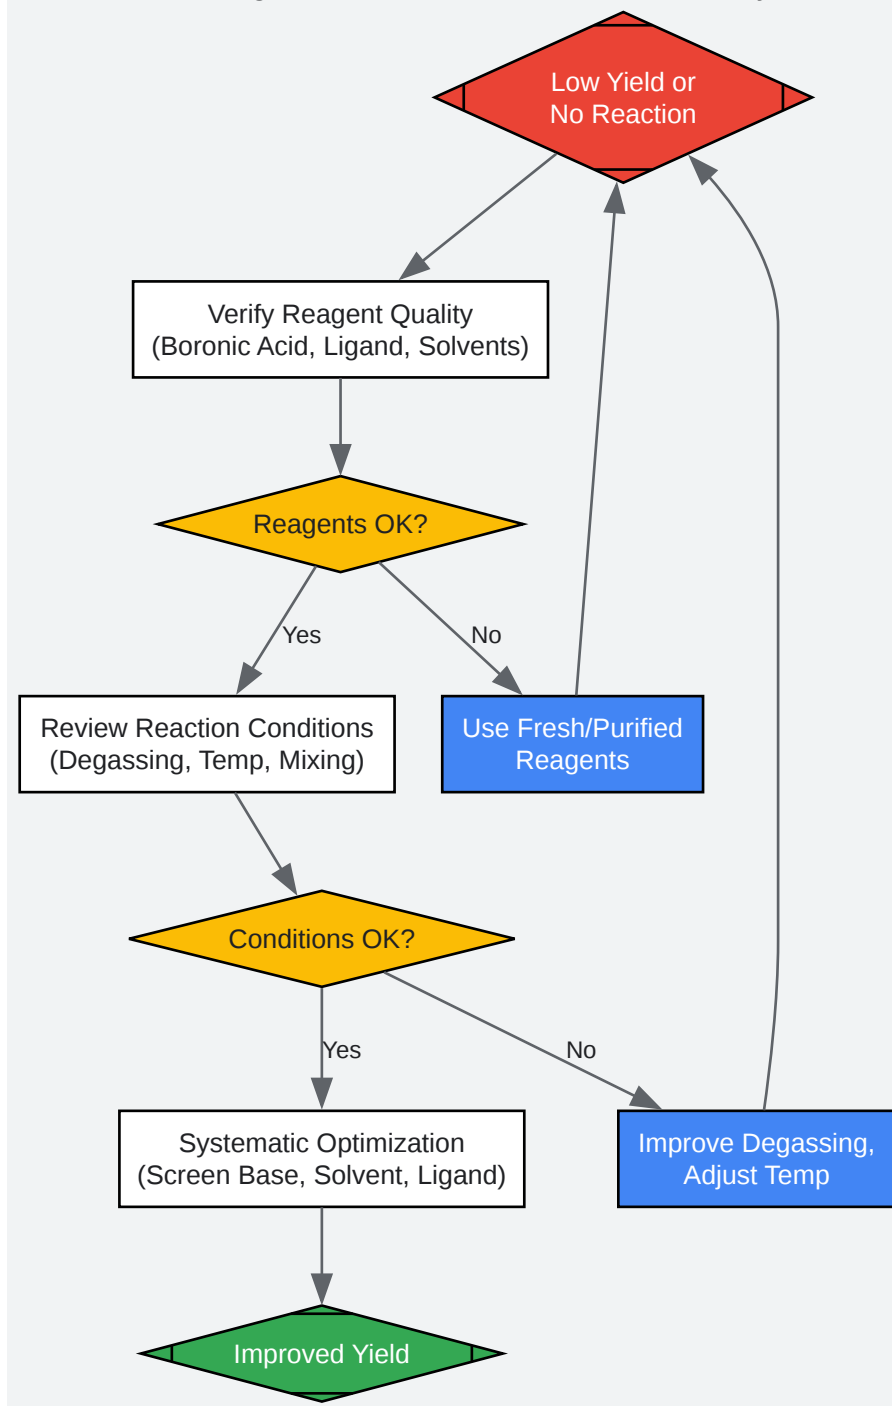 Low Yield or
No Reaction
Verify Reagent Quality
(Boronic Acid, Ligand, Solvents)
Reagents OK?
Yes
No
Review Reaction Conditions
(Degassing, Temp, Mixing)
Use Fresh/Purified
Reagents
Conditions OK?
Yes
No
Systematic Optimization
(Screen Base, Solvent, Ligand)
Improve Degassing,
Adjust Temp
Improved Yield